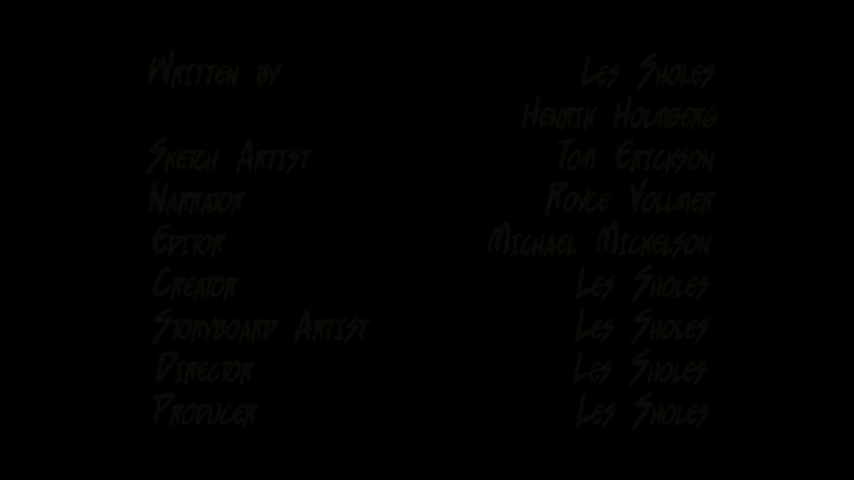 Written by Les Sholes
Henrik Holmberg
Sketch Artist Tom Erickson
Narrator Royce Vollmer
Editor Michael Mickelson
Creator Les Sholes
Storyboard Artist Les Sholes
Director Les Sholes
Producer Les Sholes